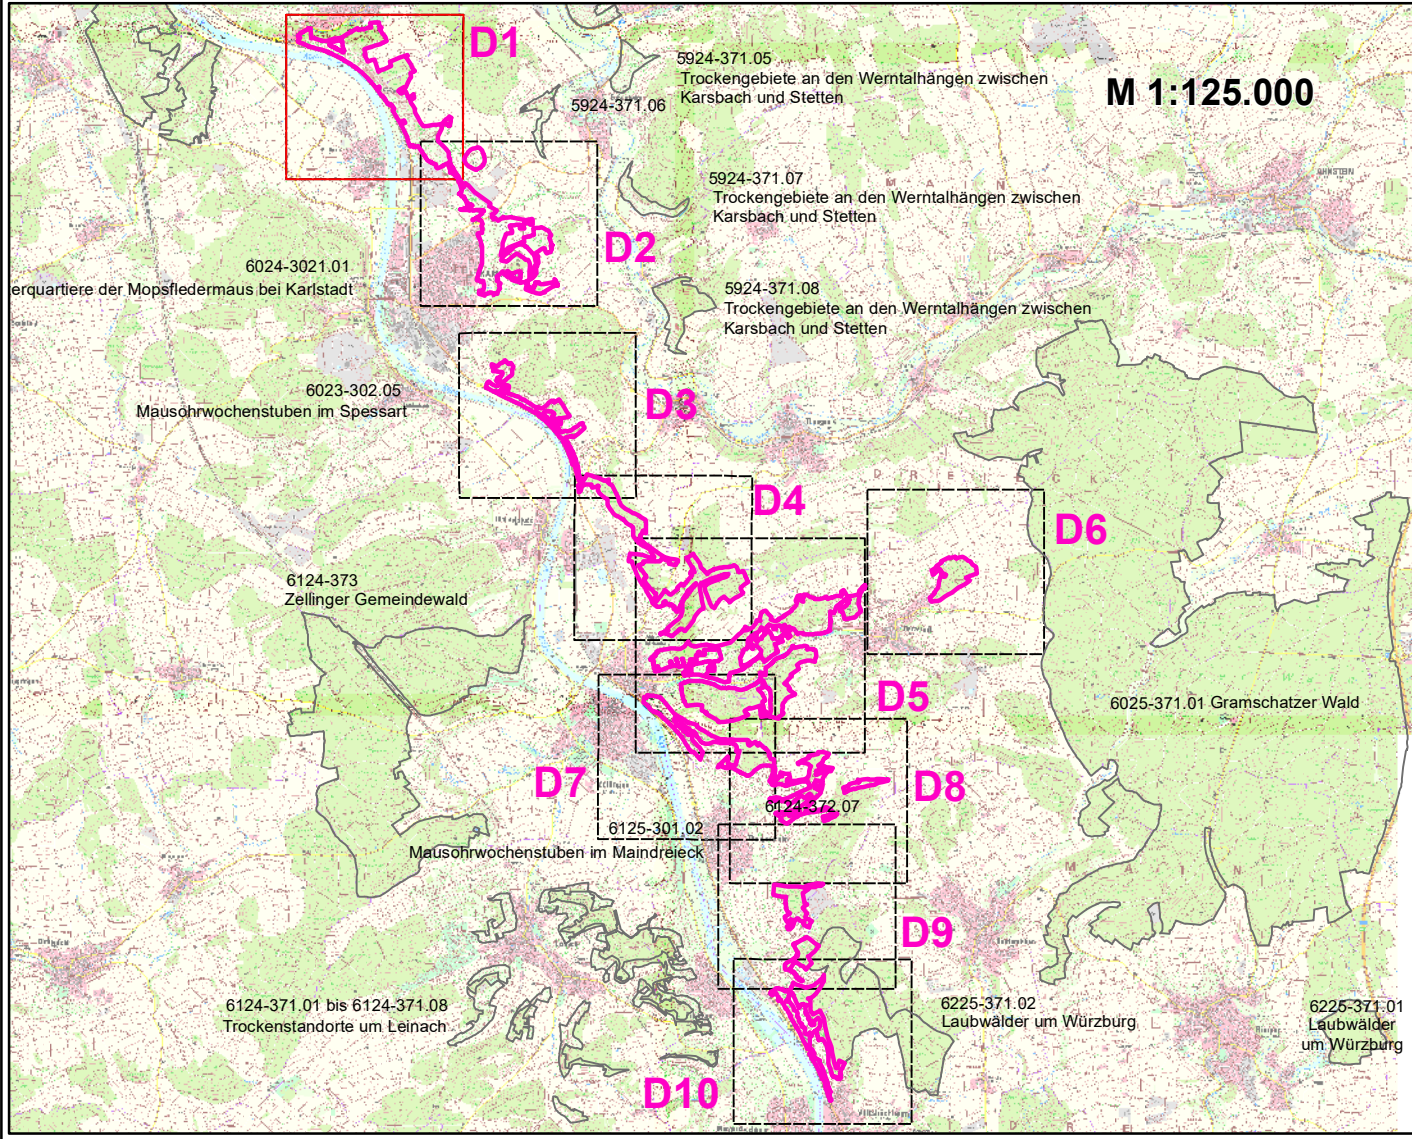 D1
5924-371.05
Trockengebiete an den Werntalhängen zwischen
Karsbach und Stetten
5924-371.06
M 1:125.000
5924-371.07
Trockengebiete an den Werntalhängen zwischen
Karsbach und Stetten
D2
6024-3021.01
erquartiere der Mopsfledermaus bei Karlstadt
5924-371.08
Trockengebiete an den Werntalhängen zwischen
Karsbach und Stetten
6023-302.05
Mausohrwochenstuben im Spessart
D3
D4
D6
6124-373
Zellinger Gemeindewald
D5
6025-371.01 Gramschatzer Wald
D7
D8
6124-372.07
6125-301.02
Mausohrwochenstuben im Maindreieck
D9
6124-371.01 bis 6124-371.08
Trockenstandorte um Leinach
6225-371.02
Laubwälder um Würzburg
6225-371.01
Laubwälder
um Würzburg
D10